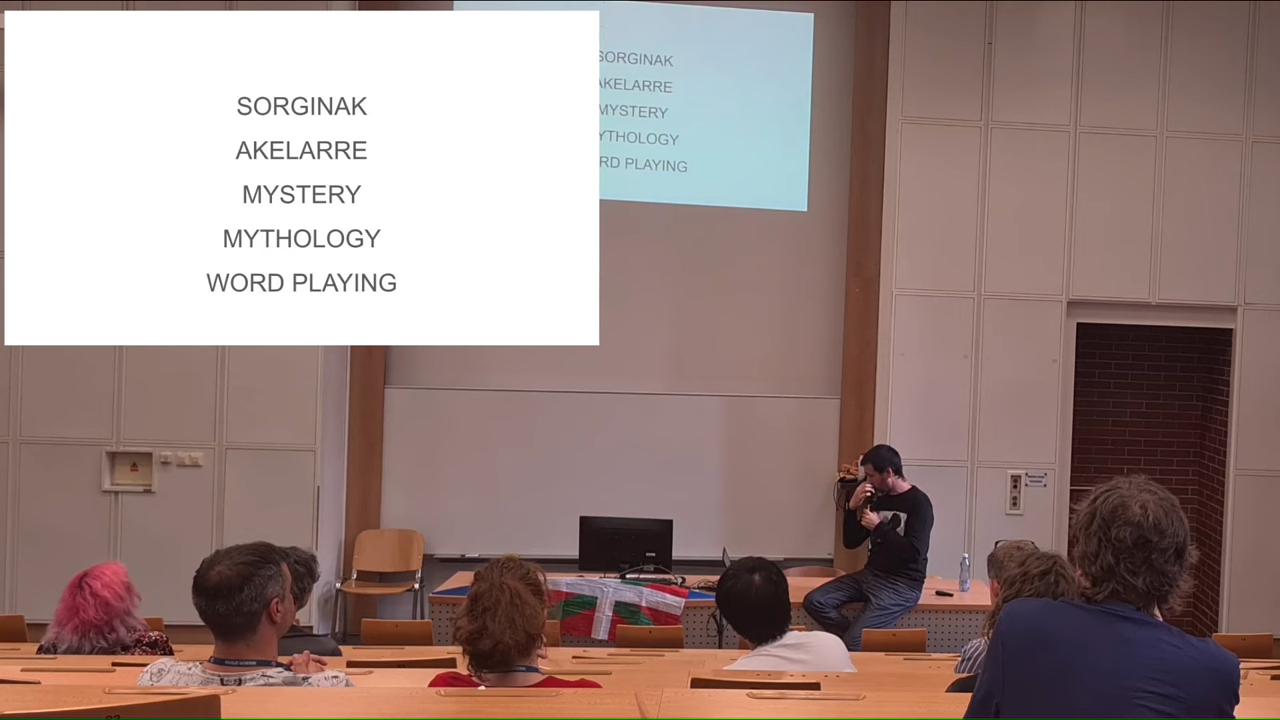 SORGINAK
AKELARRE
MYSTERY
MYTHOLOGY
WORD PLAYING
SORGINAK
AKELARRE
MYSTERY
YTHOLOGY
RD PLAYING